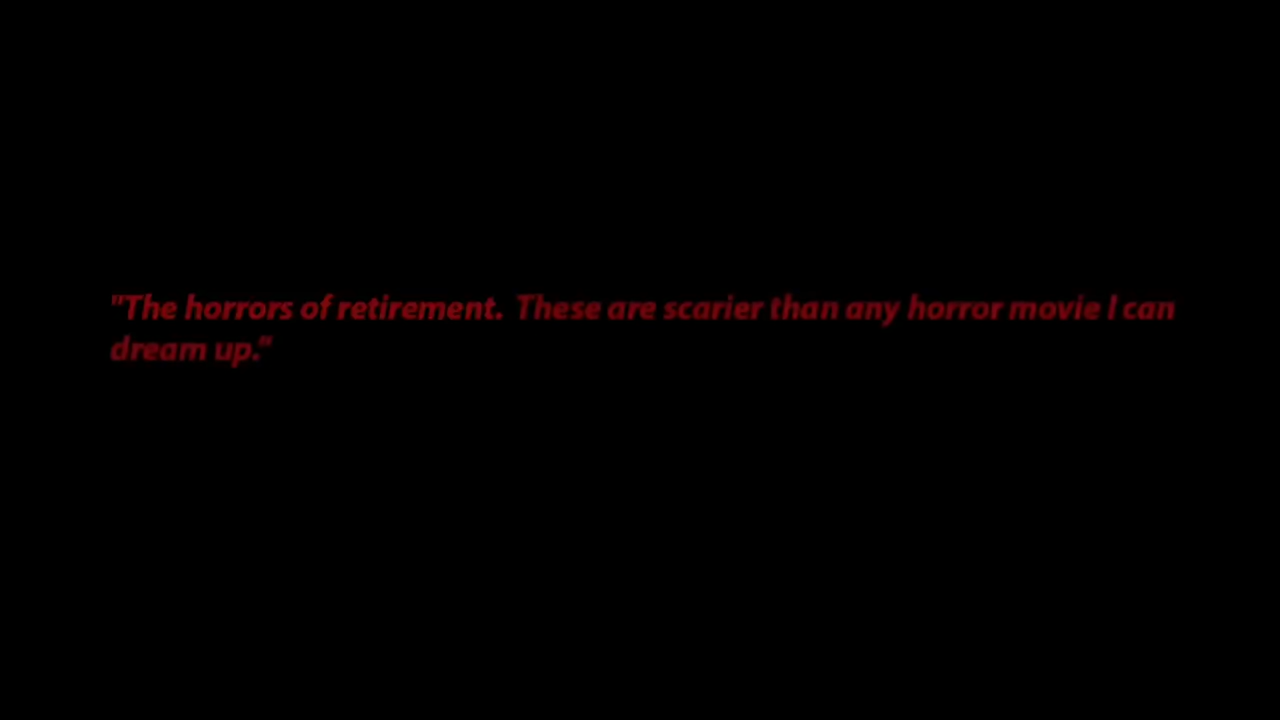 "The horrors of retirement. These are scarier than any horror movie I can
dream up."